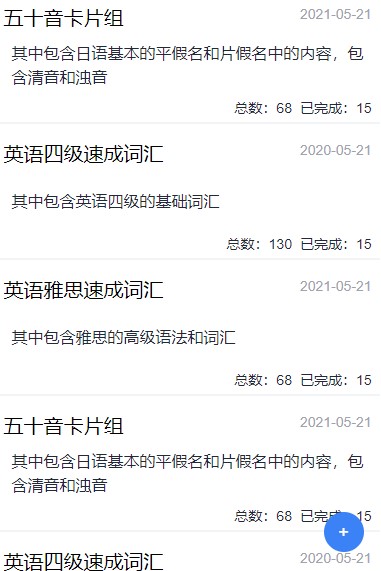 五十音卡片组 2021-05-21
其中包含日语基本的平假名和片假名中的内容，包
含清音和浊音
总数：68 已完成：15
英语四级速成词汇 2020-05-21
其中包含英语四级的基础词汇
总数：130 已完成：15
英语雅思速成词汇 2021-05-21
其中包含雅思的高级语法和词汇
总数：68 已完成：15
五十音卡片组 2021-05-21
其中包含日语基本的平假名和片假名中的内容，包
含清音和浊音
总数：68 已完成：15
+
英语四级速成词汇 2020-05-21